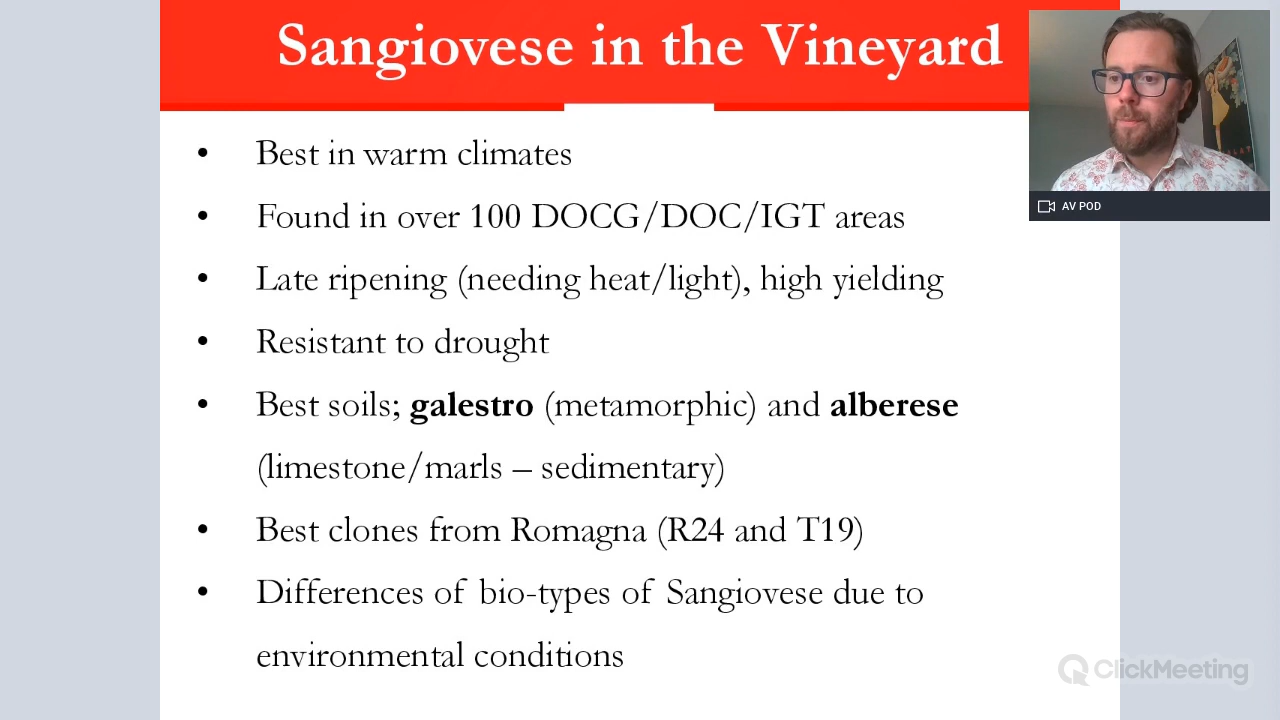 Sangiovese in the Vineyard
• Best in warm climates
• Found in over 100 DOCG/DOC/IGT areas
• Late ripening (needing heat/light), high yielding
• Resistant to drought
• Best soils; galestro (metamorphic) and alberese
(limestone/marls – sedimentary)
• Best clones from Romagna (R24 and T19)
• Differences of bio-types of Sangiovese due to
environmental conditions
AV POD
ClickMeeting